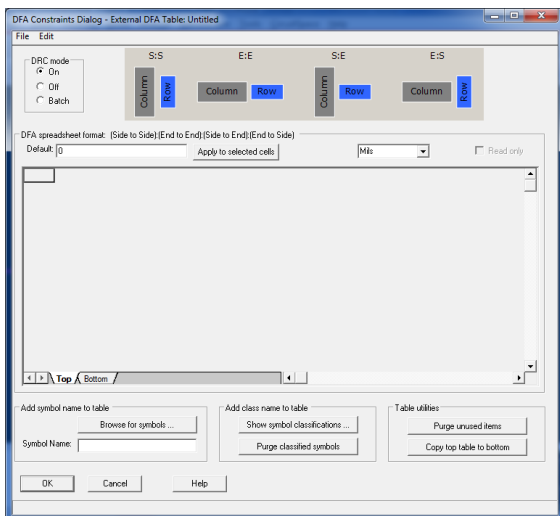 DFA Constraints Dialog - External DFA Table: Untitled
File Edit
DRC mode
On
Off
Batch
S:S E:E S:E E:S
Column Row Column Row Column Row Column Row
DFA spreadsheet format: (Side to Side):(End to End):(Side to End):(End to Side)
Default: 0 Apply to selected cells Mils Read only
Top Bottom
Add symbol name to table
Browse for symbols ...
Symbol Name:
Add class name to table
Show symbol classifications ...
Purge classified symbols
Table utilities
Purge unused items
Copy top table to bottom
OK Cancel Help